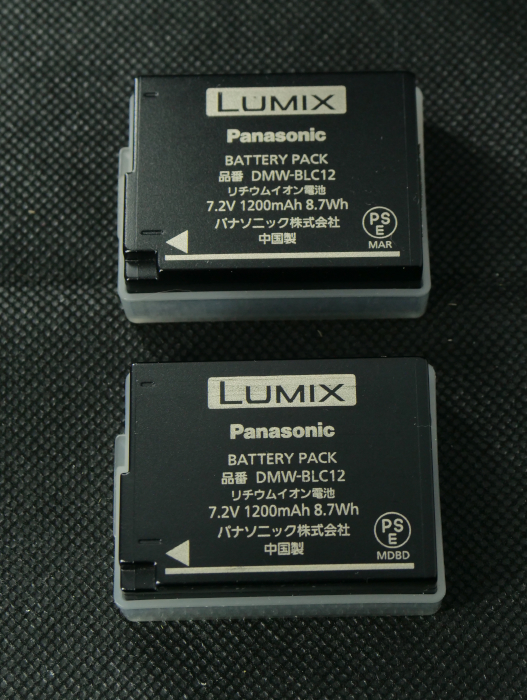 LUMIX
Panasonic
BATTERY PACK
品番 DMW-BLC12
リチウムイオン電池
7.2V 1200mAh 8.7Wh
パナソニック株式会社
中国製
PS
E
MAR
LUMIX
Panasonic
BATTERY PACK
品番 DMW-BLC12
リチウムイオン電池
7.2V 1200mAh 8.7Wh
パナソニック株式会社
中国製
PS
E
MDBD